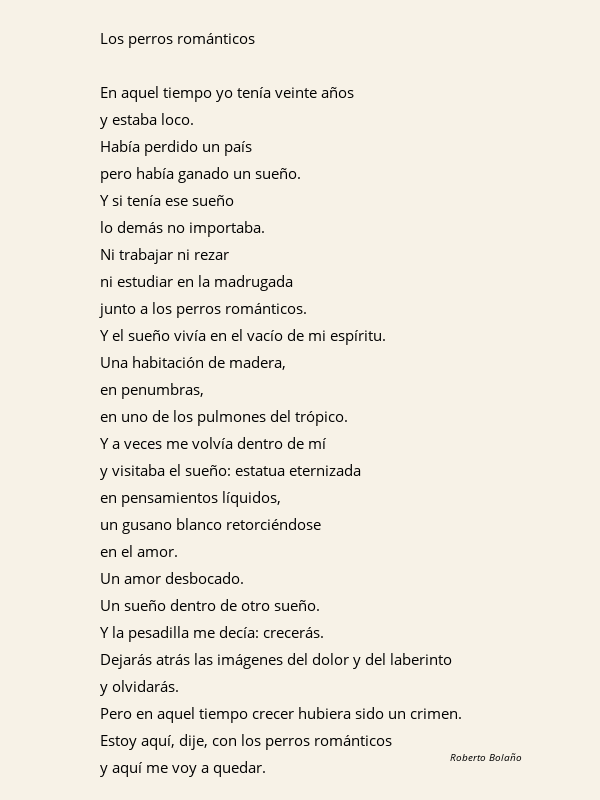 Los perros románticos
En aquel tiempo yo tenía veinte años
y estaba loco.
Había perdido un país
pero había ganado un sueño.
Y si tenía ese sueño
lo demás no importaba.
Ni trabajar ni rezar
ni estudiar en la madrugada
junto a los perros románticos.
Y el sueño vivía en el vacío de mi espíritu.
Una habitación de madera,
en penumbras,
en uno de los pulmones del trópico.
Y a veces me volvía dentro de mí
y visitaba el sueño: estatua eternizada
en pensamientos líquidos,
un gusano blanco retorciéndose
en el amor.
Un amor desbocado.
Un sueño dentro de otro sueño.
Y la pesadilla me decía: crecerás.
Dejarás atrás las imágenes del dolor y del laberinto
y olvidarás.
Pero en aquel tiempo crecer hubiera sido un crimen.
Estoy aquí, dije, con los perros románticos
y aquí me voy a quedar.
Roberto Bolaño